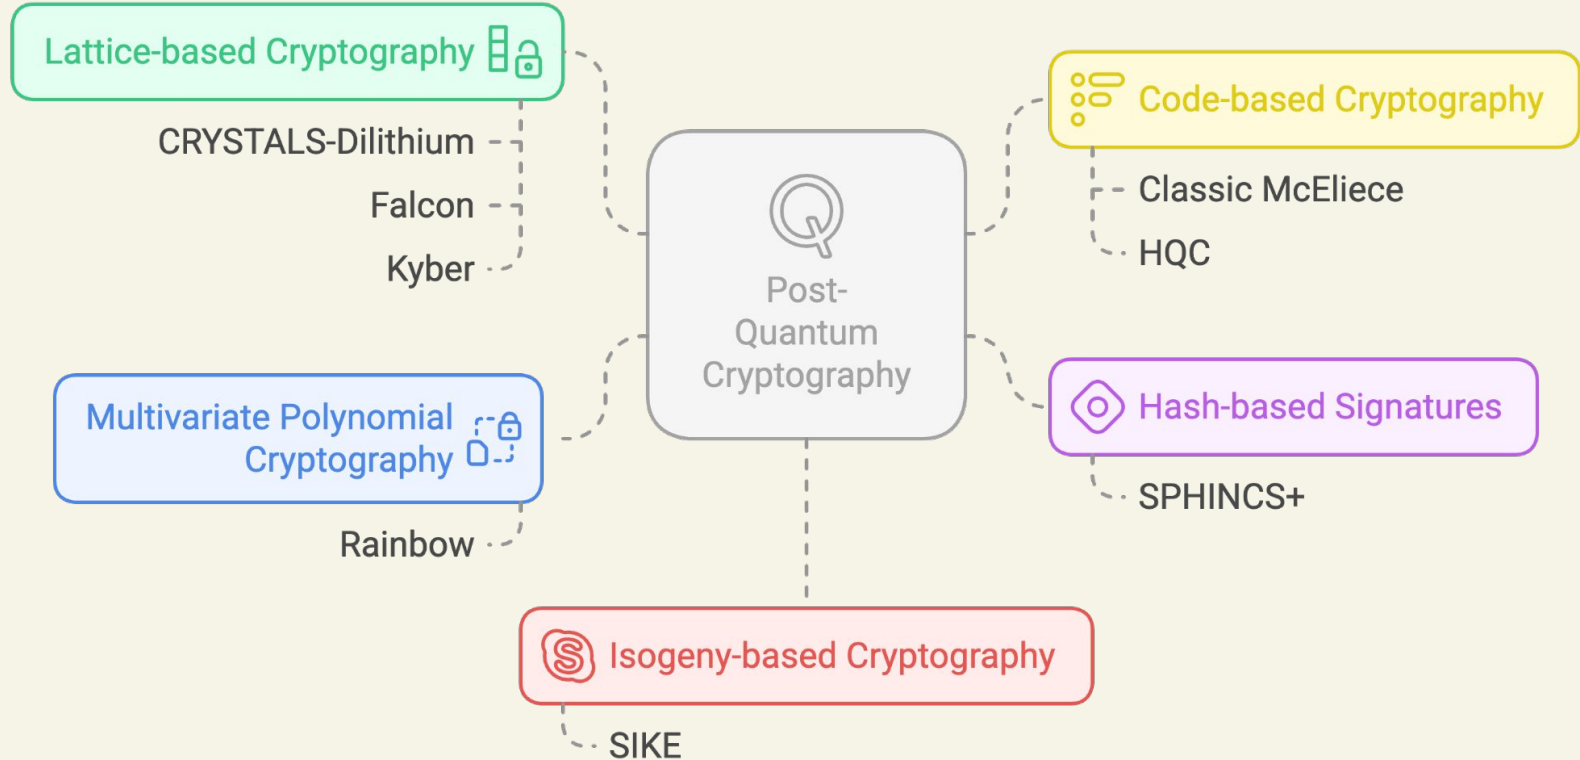 Lattice-based Cryptography
CRYSTALS-Dilithium
Falcon
Kyber
Multivariate Polynomial
Cryptography
Rainbow
Post-
Quantum
Cryptography
Code-based Cryptography
Classic McEliece
HQC
Hash-based Signatures
SPHINCS+
Isogeny-based Cryptography
SIKE